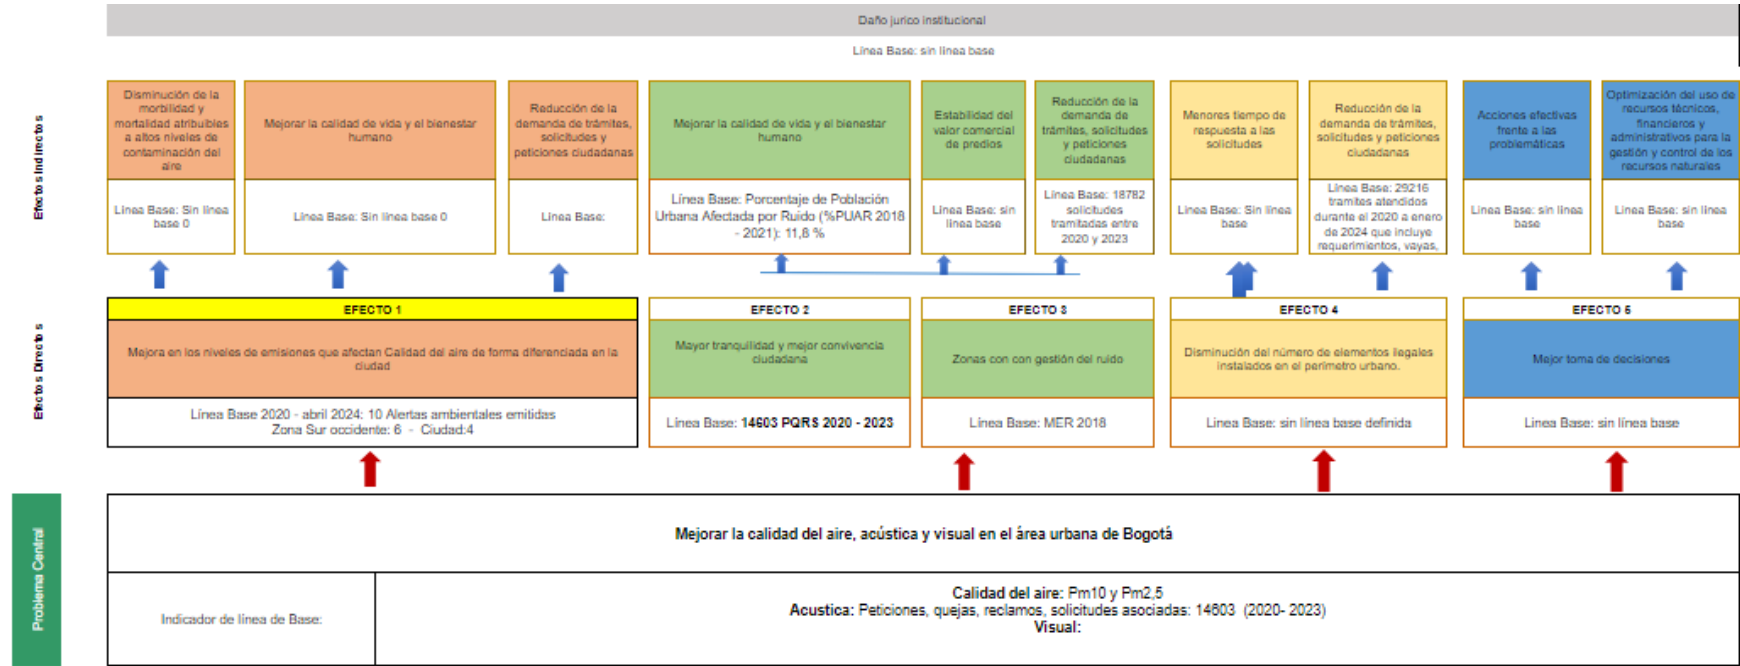 Daño jurico institucional
Línea Base: sin línea base
Efectos Indirectos
Disminución de la
morbilidad y
mortalidad atribuibles
a altos niveles de
contaminación del
aire
Línea Base: Sin línea
base 0
Mejorar la calidad de vida y el bienestar
humano
Línea Base: Sin línea base 0
Reducción de la
demanda de trámites,
solicitudes y
peticiones ciudadanas
Línea Base:
Mejorar la calidad de vida y el bienestar
humano
Línea Base: Porcentaje de Población
Urbana Afectada por Ruido (%PUAR 2018
- 2021): 11,8 %
Estabilidad del
valor comercial
de predios
Línea Base: sin
línea base
Reducción de la
demanda de
trámites, solicitudes
y peticiones
ciudadanas
Línea Base: 18782
solicitudes
tramitadas entre
2020 y 2023
Menores tiempo de
respuesta a las
solicitudes
Línea Base: Sin línea
base
Reducción de la
demanda de trámites,
solicitudes y peticiones
ciudadanas
Línea Base: 29216
tramites atendidos
durante el 2020 a enero
de 2024 que incluye
requerimientos, vayas,
Acciones efectivas
frente a las
problemáticas
Línea Base: sin línea
base
Optimización del uso de
recursos técnicos,
financieros y
administrativos para la
gestión y control de los
recursos naturales
Línea Base: sin línea
base
Efectos Directos
EFECTO 1
Mejora en los niveles de emisiones que afectan Calidad del aire de forma diferenciada en la
ciudad
Línea Base 2020 - abril 2024: 10 Alertas ambientales emitidas
Zona Sur occidente: 6 - Ciudad:4
EFECTO 2
Mayor tranquilidad y mejor convivencia
ciudadana
Línea Base: 14603 PQRS 2020 - 2023
EFECTO 3
Zonas con con gestión del ruido
Línea Base: MER 2018
EFECTO 4
Disminución del número de elementos ilegales
instalados en el perímetro urbano.
Línea Base: sin línea base definida
EFECTO 5
Mejor toma de decisiones
Línea Base: sin línea base
Problema Central
Mejorar la calidad del aire, acústica y visual en el área urbana de Bogotá
Indicador de línea de Base:
Calidad del aire: Pm10 y Pm2,5
Acustica: Peticiones, quejas, reclamos, solicitudes asociadas: 14603 (2020- 2023)
Visual: